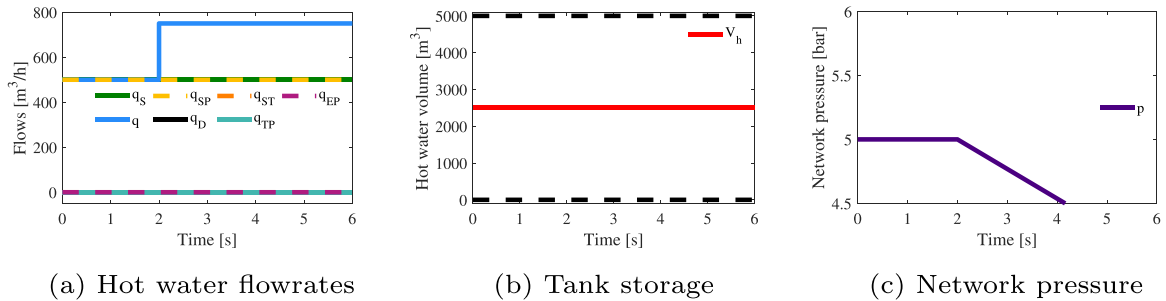 800
600
400
200
0
Flows [m³/h]
q_S q_SP q_ST q_EP
q q_D q_TP
0 1 2 3 4 5 6
Time [s]
(a) Hot water flowrates
5000
4000
3000
2000
1000
0
Hot water volume [m³]
V_h
0 1 2 3 4 5 6
Time [s]
(b) Tank storage
6
5.5
5
4.5
Network pressure [bar]
p
0 1 2 3 4 5 6
Time [s]
(c) Network pressure